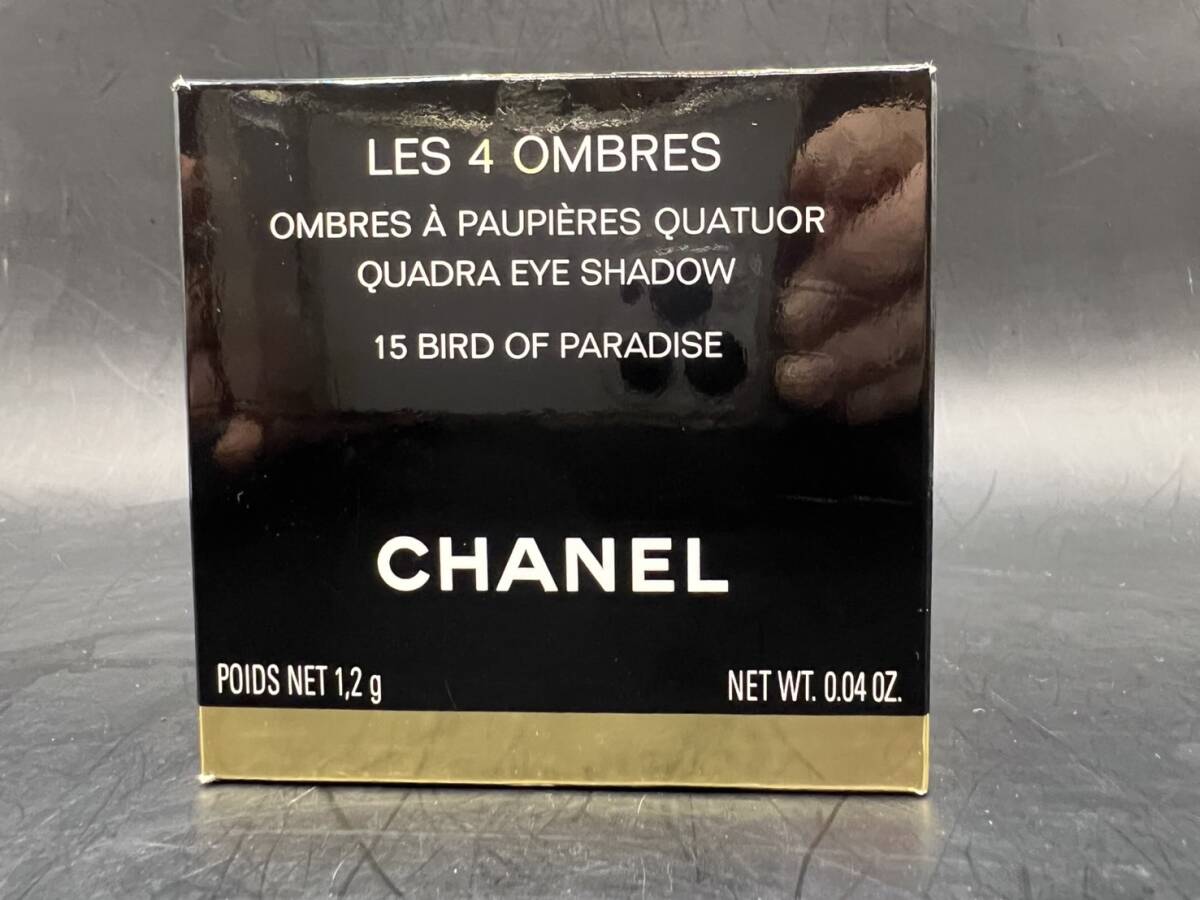 LES 4 OMBRES
OMBRES À PAUPIÈRES QUATUOR
QUADRA EYE SHADOW
15 BIRD OF PARADISE
CHANEL
POIDS NET 1,2 g
NET WT. 0.04 OZ.